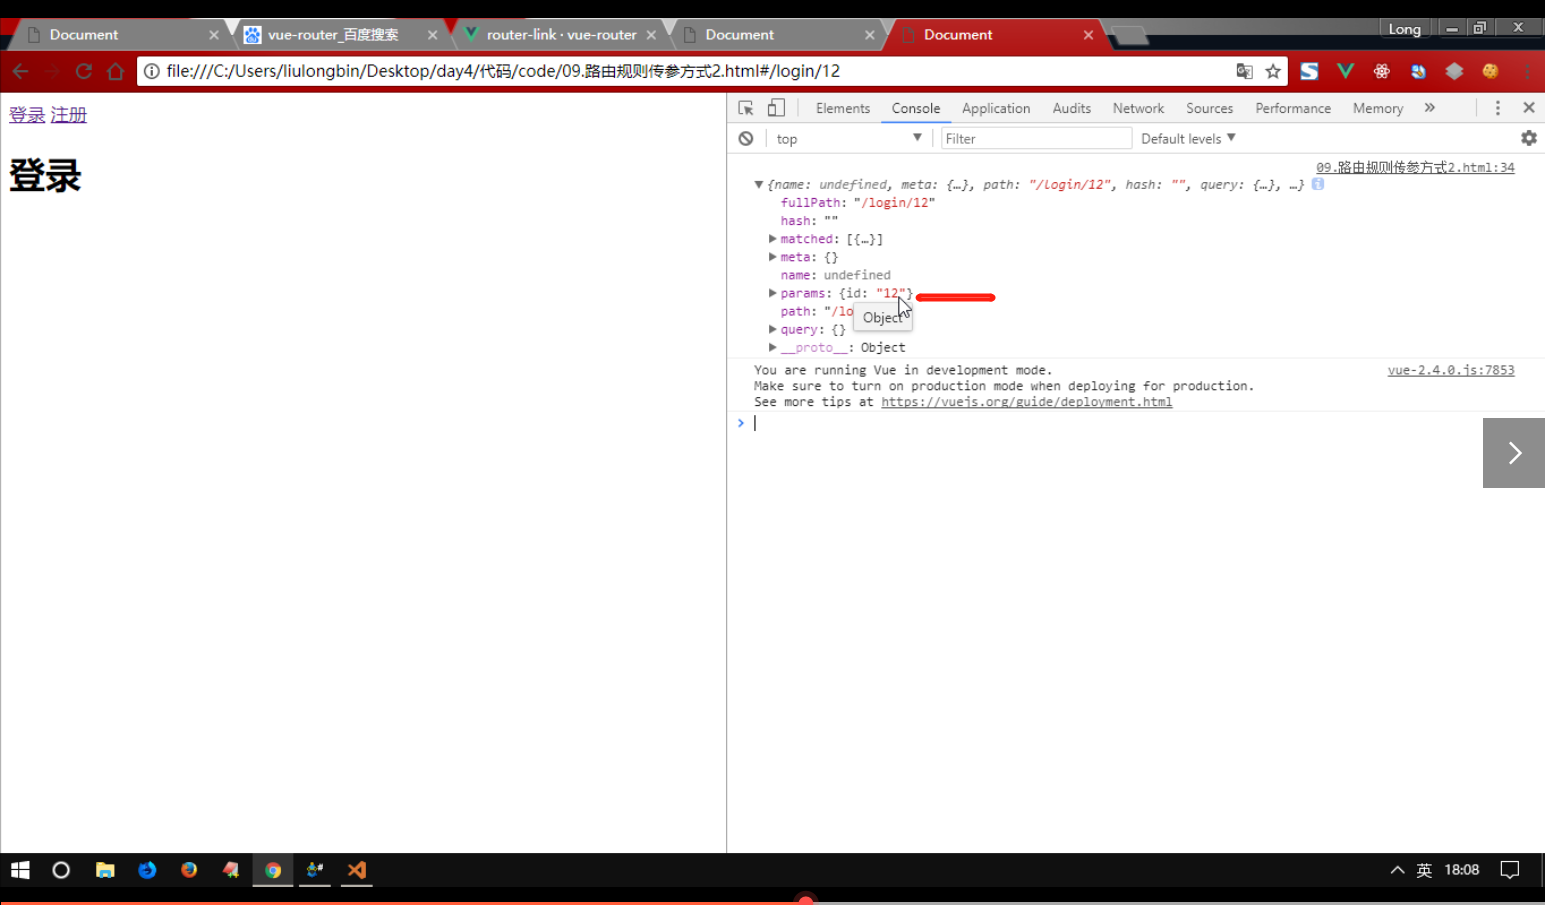 Document
vue-router_百度搜索
router-link · vue-router
Document
Document
Long
file:///C:/Users/liulongbin/Desktop/day4/代码/code/09.路由规则传参方式2.html#/login/12
登录 注册
登录
Elements Console Application Audits Network Sources Performance Memory »
top Filter Default levels
09.路由规则传参方式2.html:34
{name: undefined, meta: {…}, path: "/login/12", hash: "", query: {…}, …}
fullPath: "/login/12"
hash: ""
matched: [{…}]
meta: {}
name: undefined
params: {id: "12"}
path: "/lo
Object
query: {}
__proto__: Object
You are running Vue in development mode. vue-2.4.0.js:7853
Make sure to turn on production mode when deploying for production.
See more tips at https://vuejs.org/guide/deployment.html
英 18:08